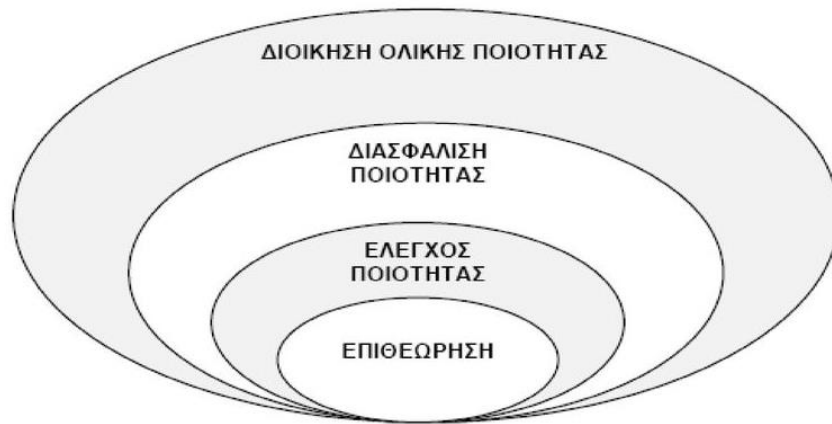 ΔΙΟΙΚΗΣΗ ΟΛΙΚΗΣ ΠΟΙΟΤΗΤΑΣ
ΔΙΑΣΦΑΛΙΣΗ
ΠΟΙΟΤΗΤΑΣ
ΕΛΕΓΧΟΣ
ΠΟΙΟΤΗΤΑΣ
ΕΠΙΘΕΩΡΗΣΗ